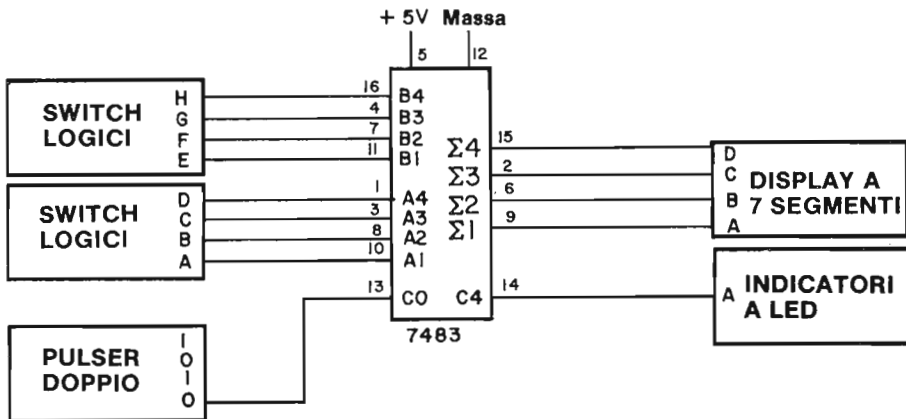 + 5V Massa
5 12
SWITCH
LOGICI
H 16 B4
G 4 B3
F 7 B2
E 11 B1
SWITCH
LOGICI
D 1 A4
C 3 A3
B 8 A2
A 10 A1
13 C0
Σ4 15 D
Σ3 2 C
Σ2 6 B
Σ1 9 A
DISPLAY A
7 SEGMENTI
C4 14 A
INDICATORI
A LED
7483
PULSER
DOPPIO
I
O
I
O